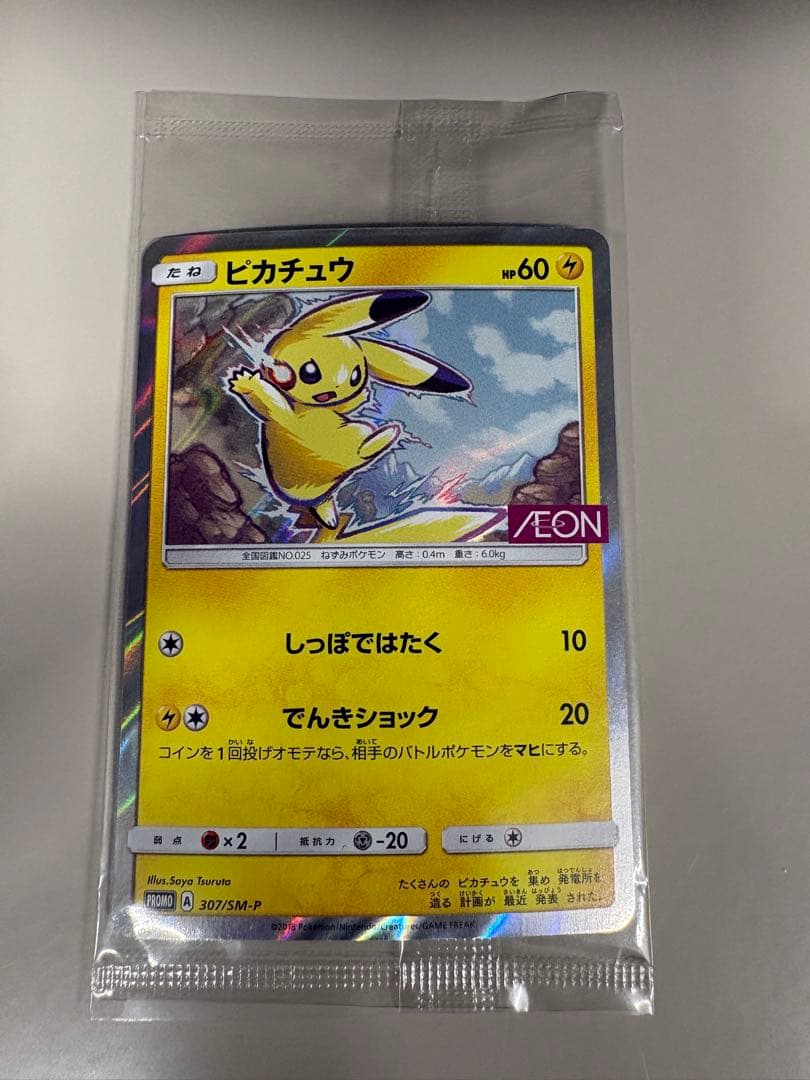 たね ピカチュウ HP60
ÆON
全国図鑑NO.025 ねずみポケモン 高さ：0.4m 重さ：6.0kg
しっぽではたく 10
でんきショック 20
コインを1回投げオモテなら、相手のバトルポケモンをマヒにする。
弱点 ×2 抵抗力 -20 にげる
Illus.Saya Tsuruta
たくさんの ピカチュウを 集め 発電所を
造る 計画が 最近 発表 された。
PROMO A 307/SM-P
©2018 Pokémon/Nintendo/Creatures/GAME FREAK